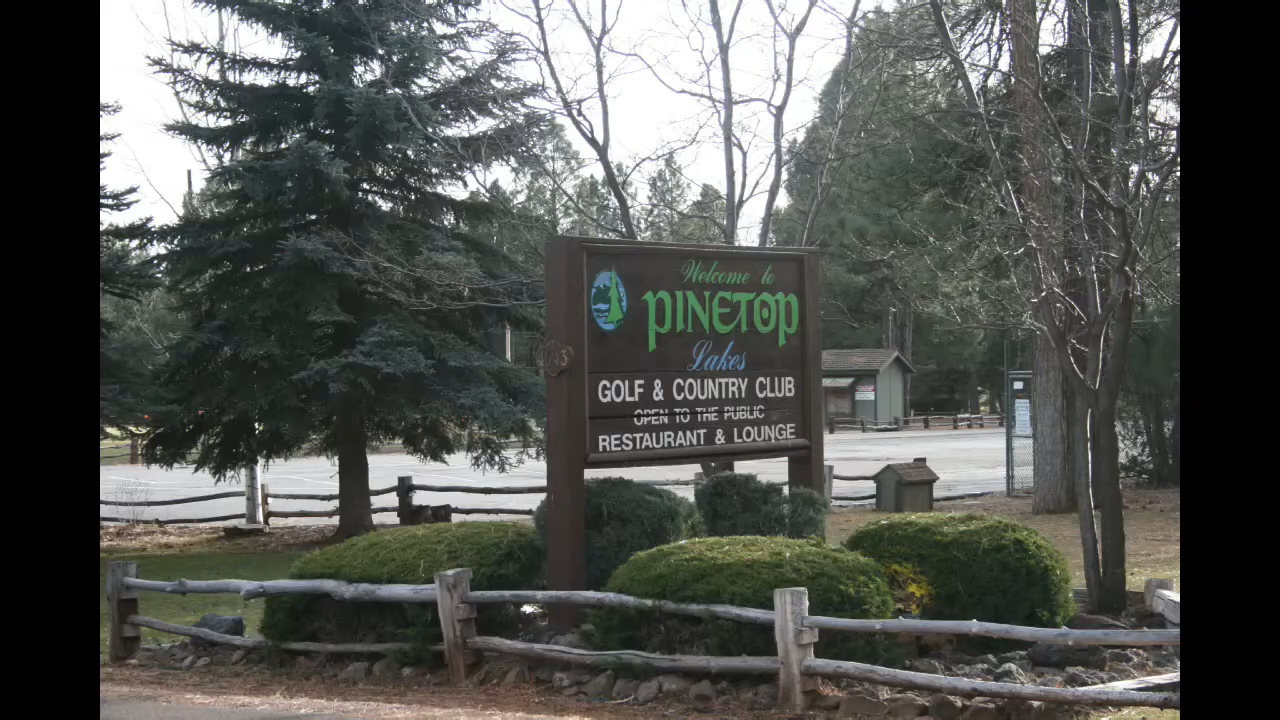 Welcome to
PINETOP
Lakes
GOLF & COUNTRY CLUB
OPEN TO THE PUBLIC
RESTAURANT & LOUNGE